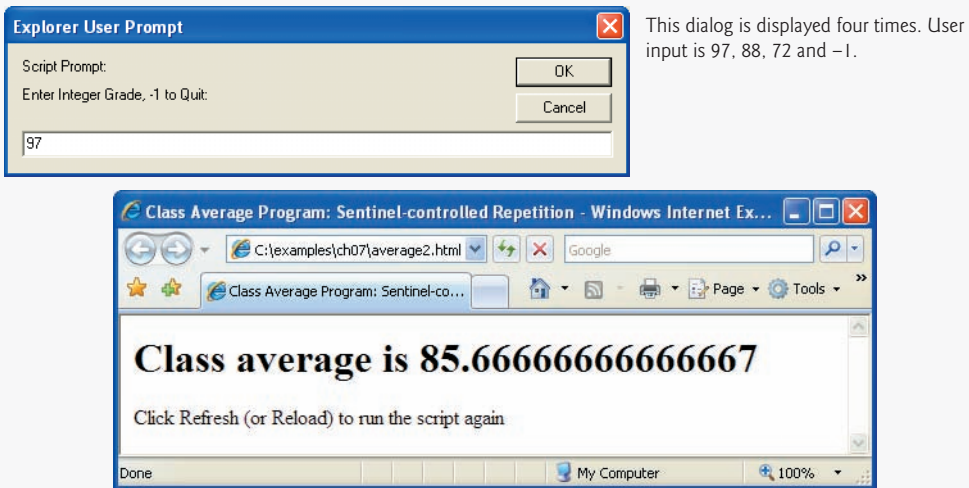 Explorer User Prompt
This dialog is displayed four times. User
input is 97, 88, 72 and –1.
Script Prompt:
OK
Enter Integer Grade, -1 to Quit:
Cancel
97
Class Average Program: Sentinel-controlled Repetition - Windows Internet Ex...
C:\examples\ch07\average2.html
Google
Class Average Program: Sentinel-co...
Page
Tools
»
Class average is 85.66666666666667
Click Refresh (or Reload) to run the script again
Done
My Computer
100%